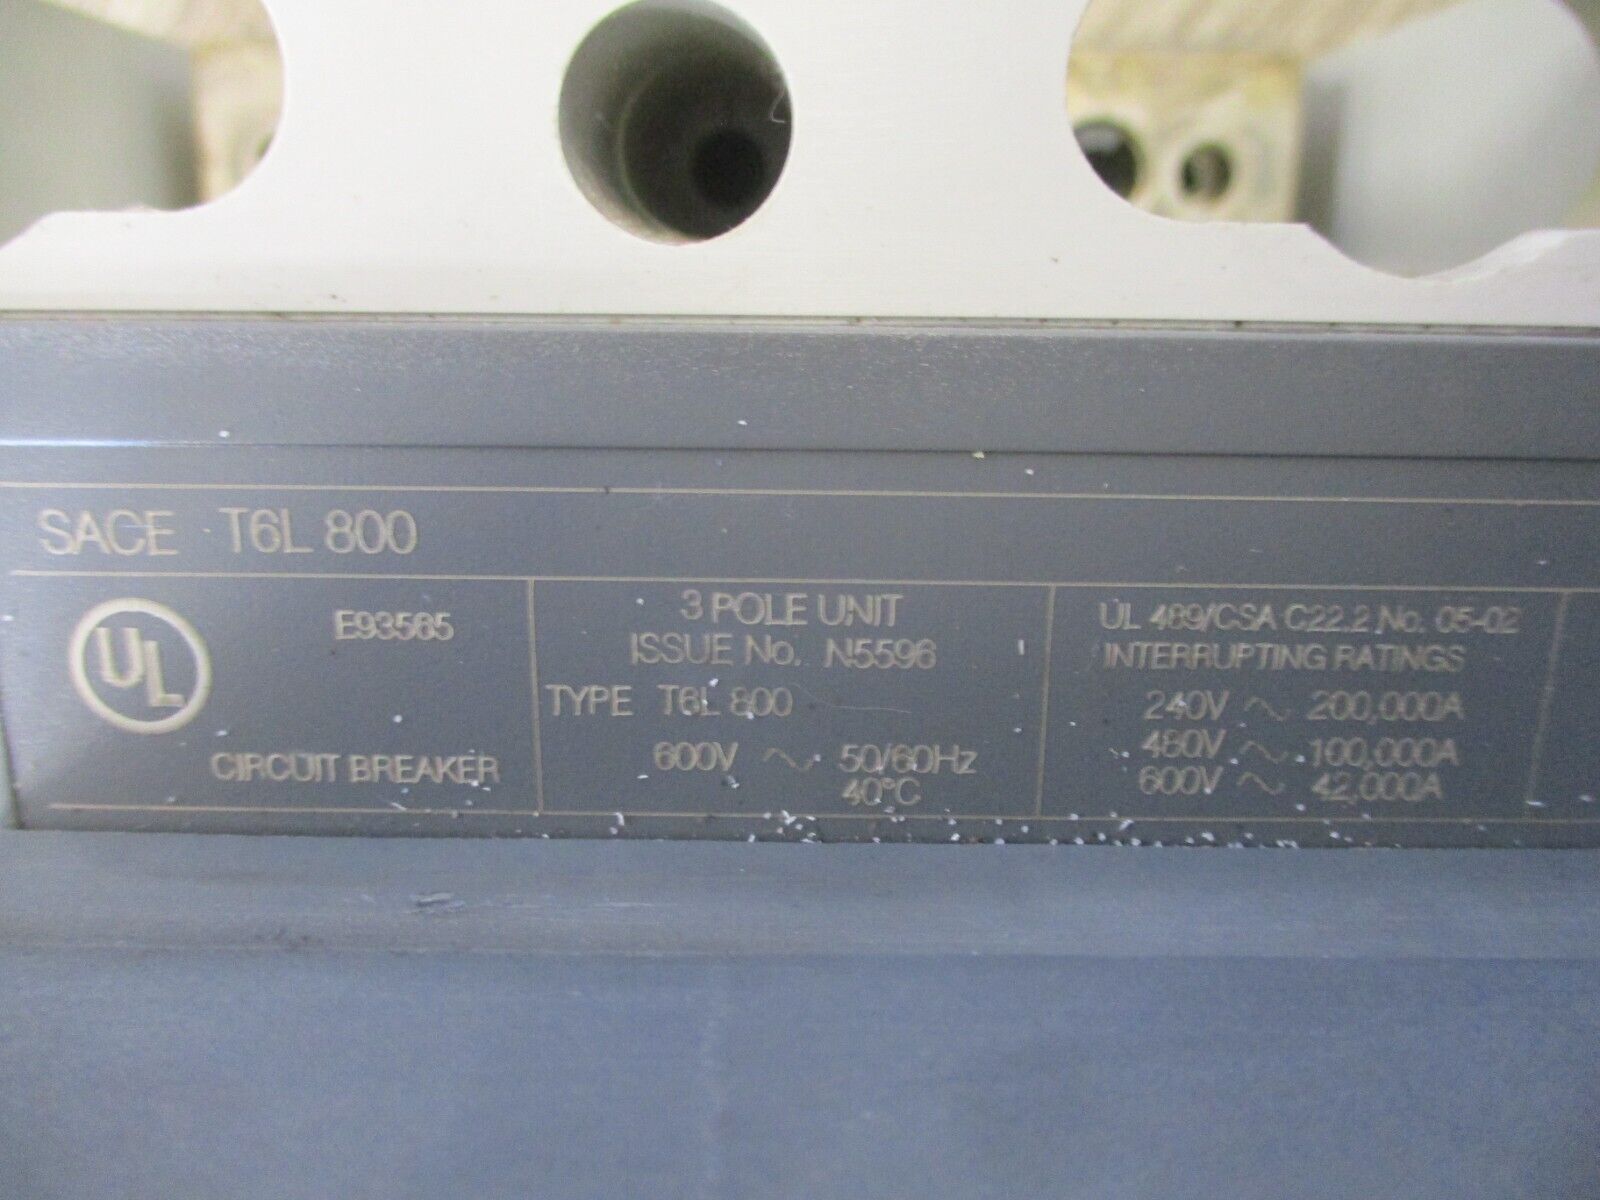 SACE T6L 800
UL
E93565
CIRCUIT BREAKER
3 POLE UNIT
ISSUE No. N5596
TYPE T6L 800
600V ~ 50/60Hz
40°C
UL 489/CSA C22.2 No. 05-02
INTERRUPTING RATINGS
240V ~ 200,000A
480V ~ 100,000A
600V ~ 42,000A